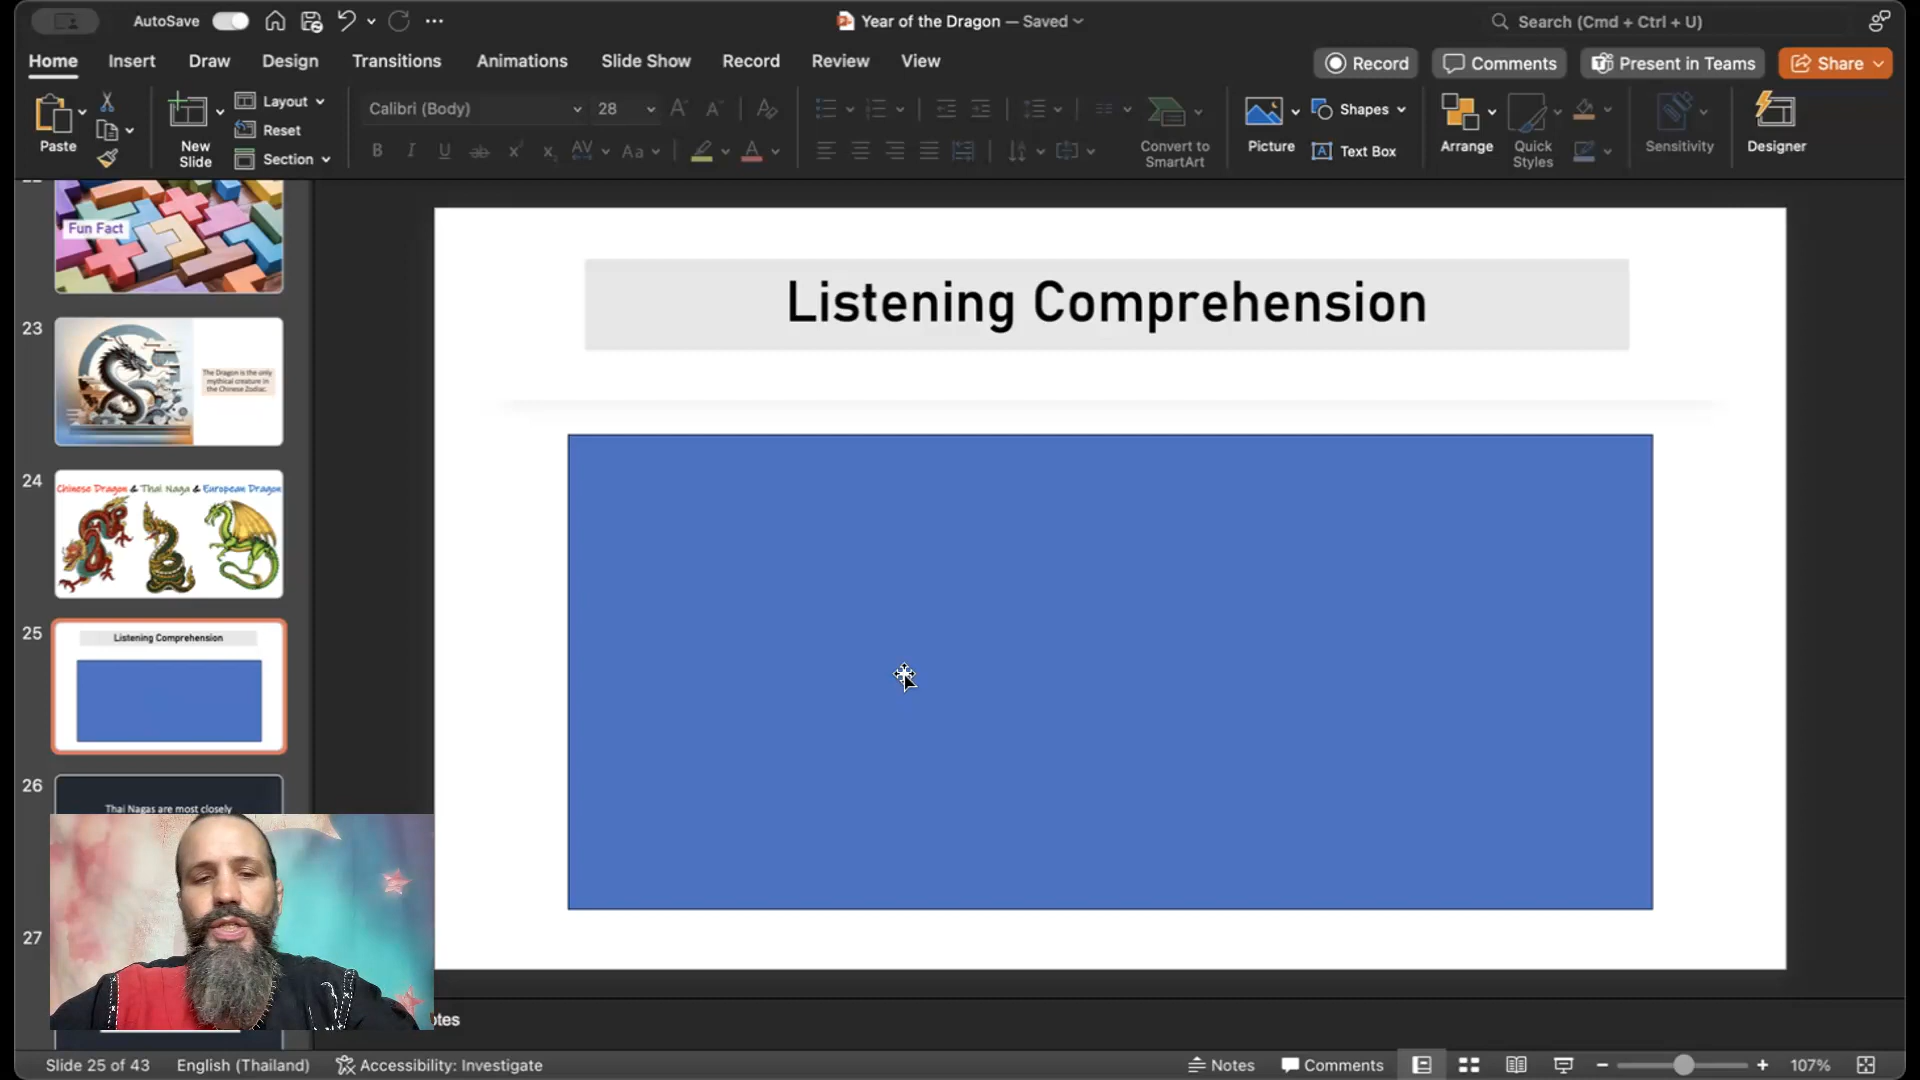 AutoSave
Year of the Dragon — Saved
Search (Cmd + Ctrl + U)
Home Insert Draw Design Transitions Animations Slide Show Record Review View
Record Comments Present in Teams Share
Paste
New Slide
Layout
Reset
Section
Calibri (Body) 28
Convert to SmartArt
Picture
Shapes
Text Box
Arrange
Quick Styles
Sensitivity
Designer
Fun Fact
23
The Dragon is the only
mythical creature in
the Chinese Zodiac.
24
Chinese Dragon & Thai Naga & European Dragon
25
Listening Comprehension
26
Thai Nagas are most closely
27
Listening Comprehension
Slide 25 of 43
English (Thailand)
Accessibility: Investigate
Notes
Comments
107%